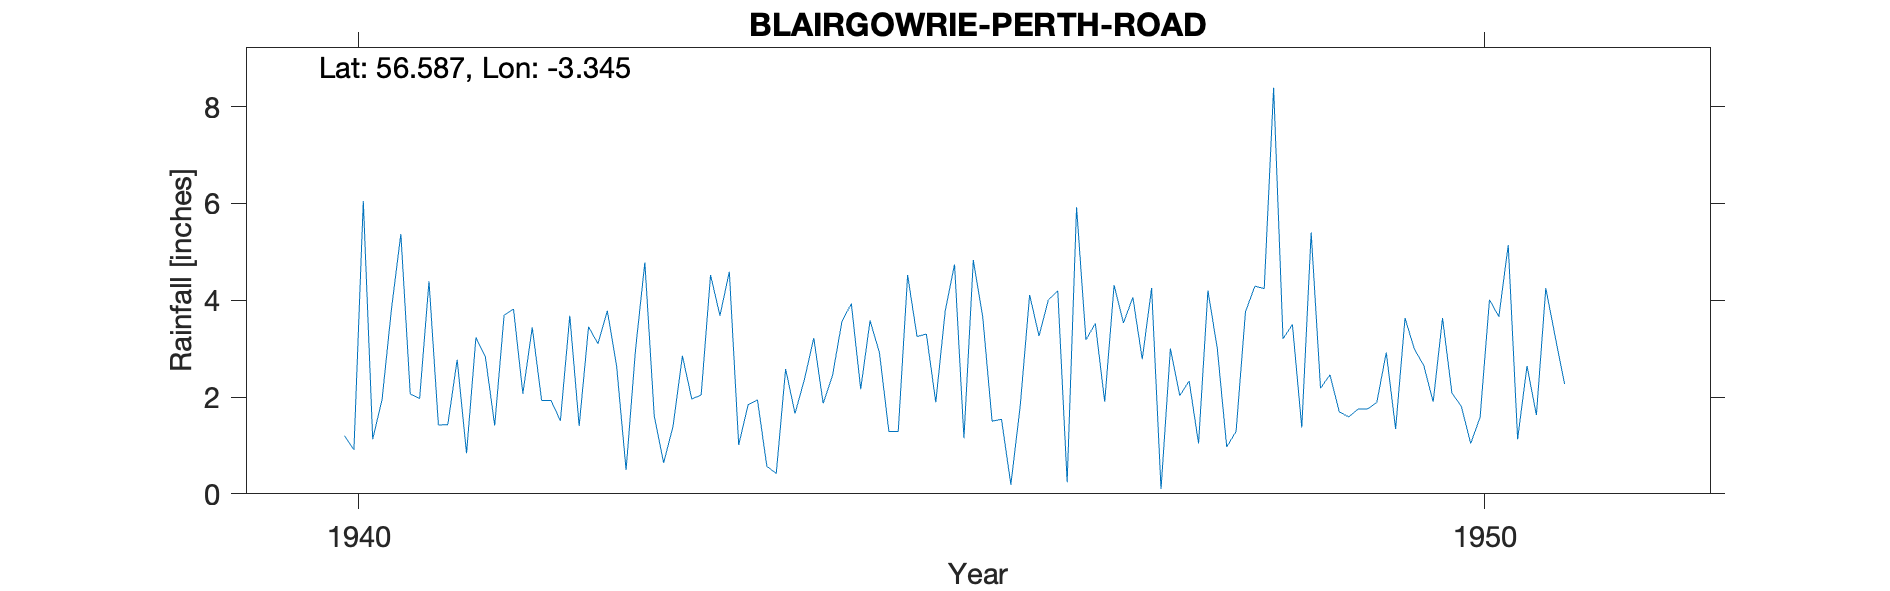 BLAIRGOWRIE-PERTH-ROAD
Lat: 56.587, Lon: -3.345
8
6
4
2
0
Rainfall [inches]
1940
1950
Year